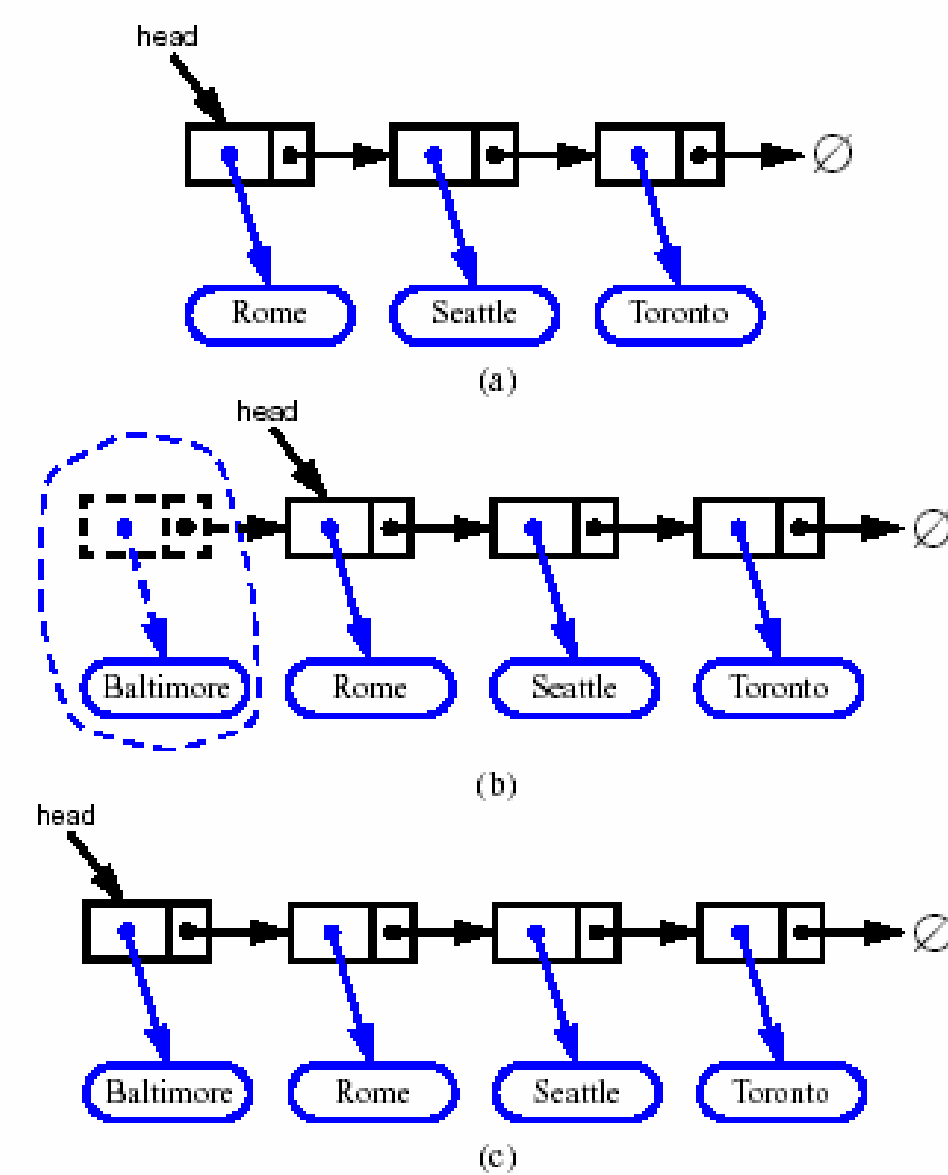 head
∅
Rome Seattle Toronto
(a)
head
∅
Baltimore Rome Seattle Toronto
(b)
head
∅
Baltimore Rome Seattle Toronto
(c)